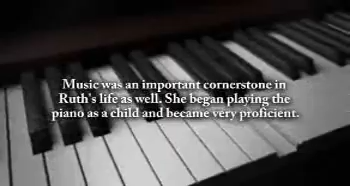 Music was an important cornerstone in
Ruth's life as well. She began playing the
piano as a child and became very proficient.